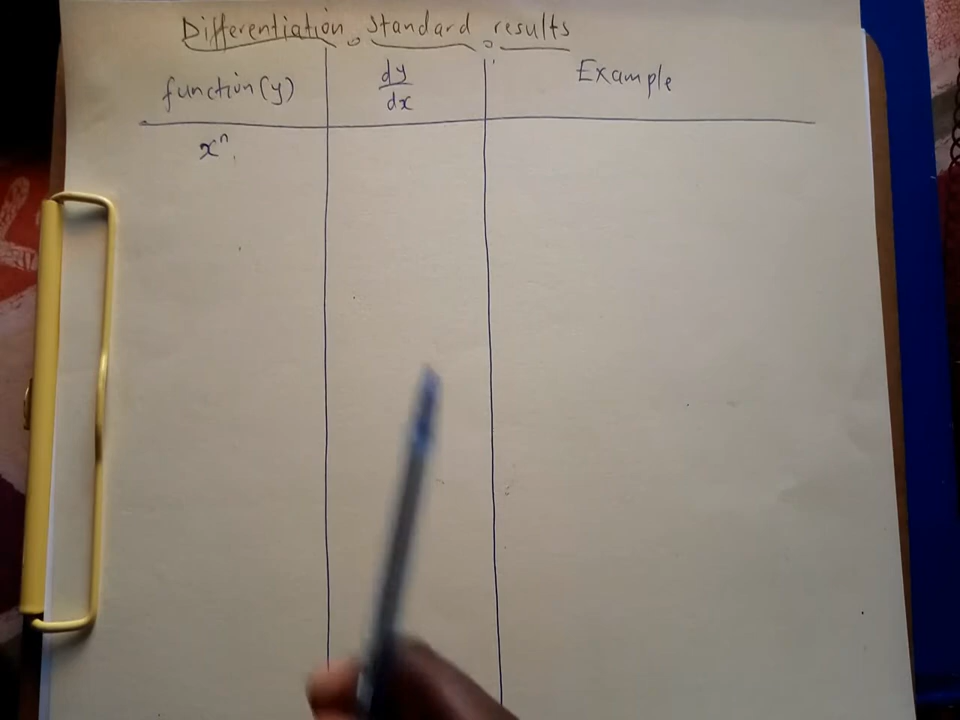 Differentiation standard results
function(y) dy/dx Example
xⁿ